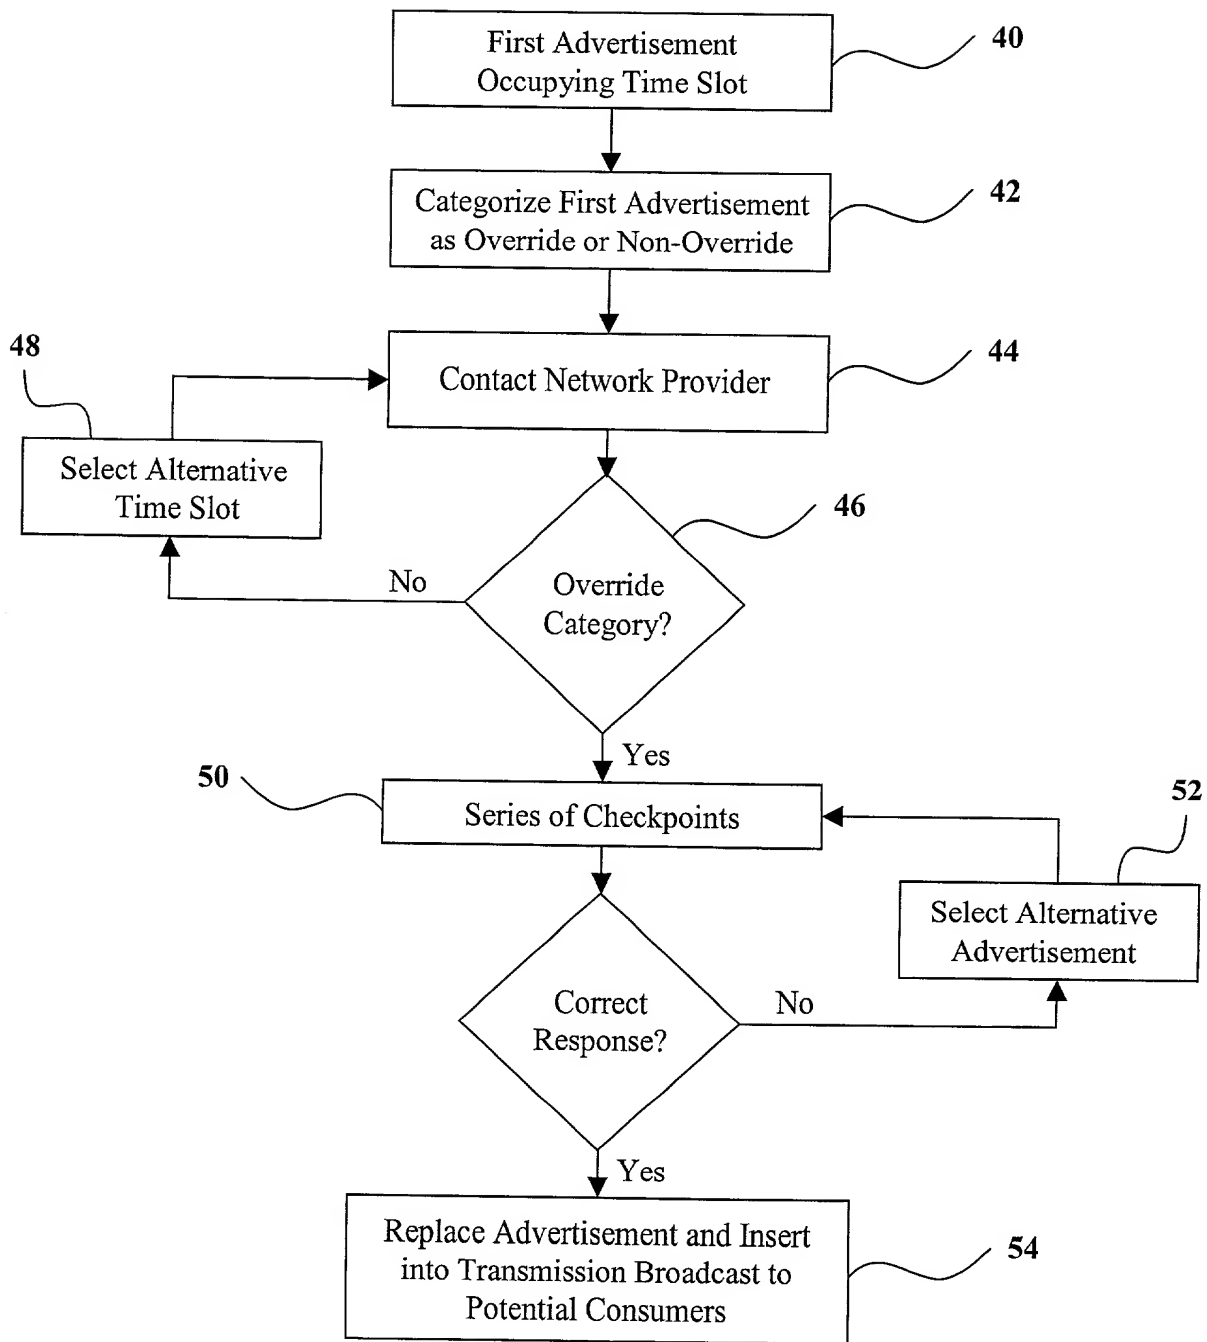 First Advertisement
Occupying Time Slot
40
Categorize First Advertisement
as Override or Non-Override
42
48
Contact Network Provider
44
Select Alternative
Time Slot
46
Override
Category?
No
Yes
50
Series of Checkpoints
52
Select Alternative
Advertisement
Correct
Response?
No
Yes
Replace Advertisement and Insert
into Transmission Broadcast to
Potential Consumers
54